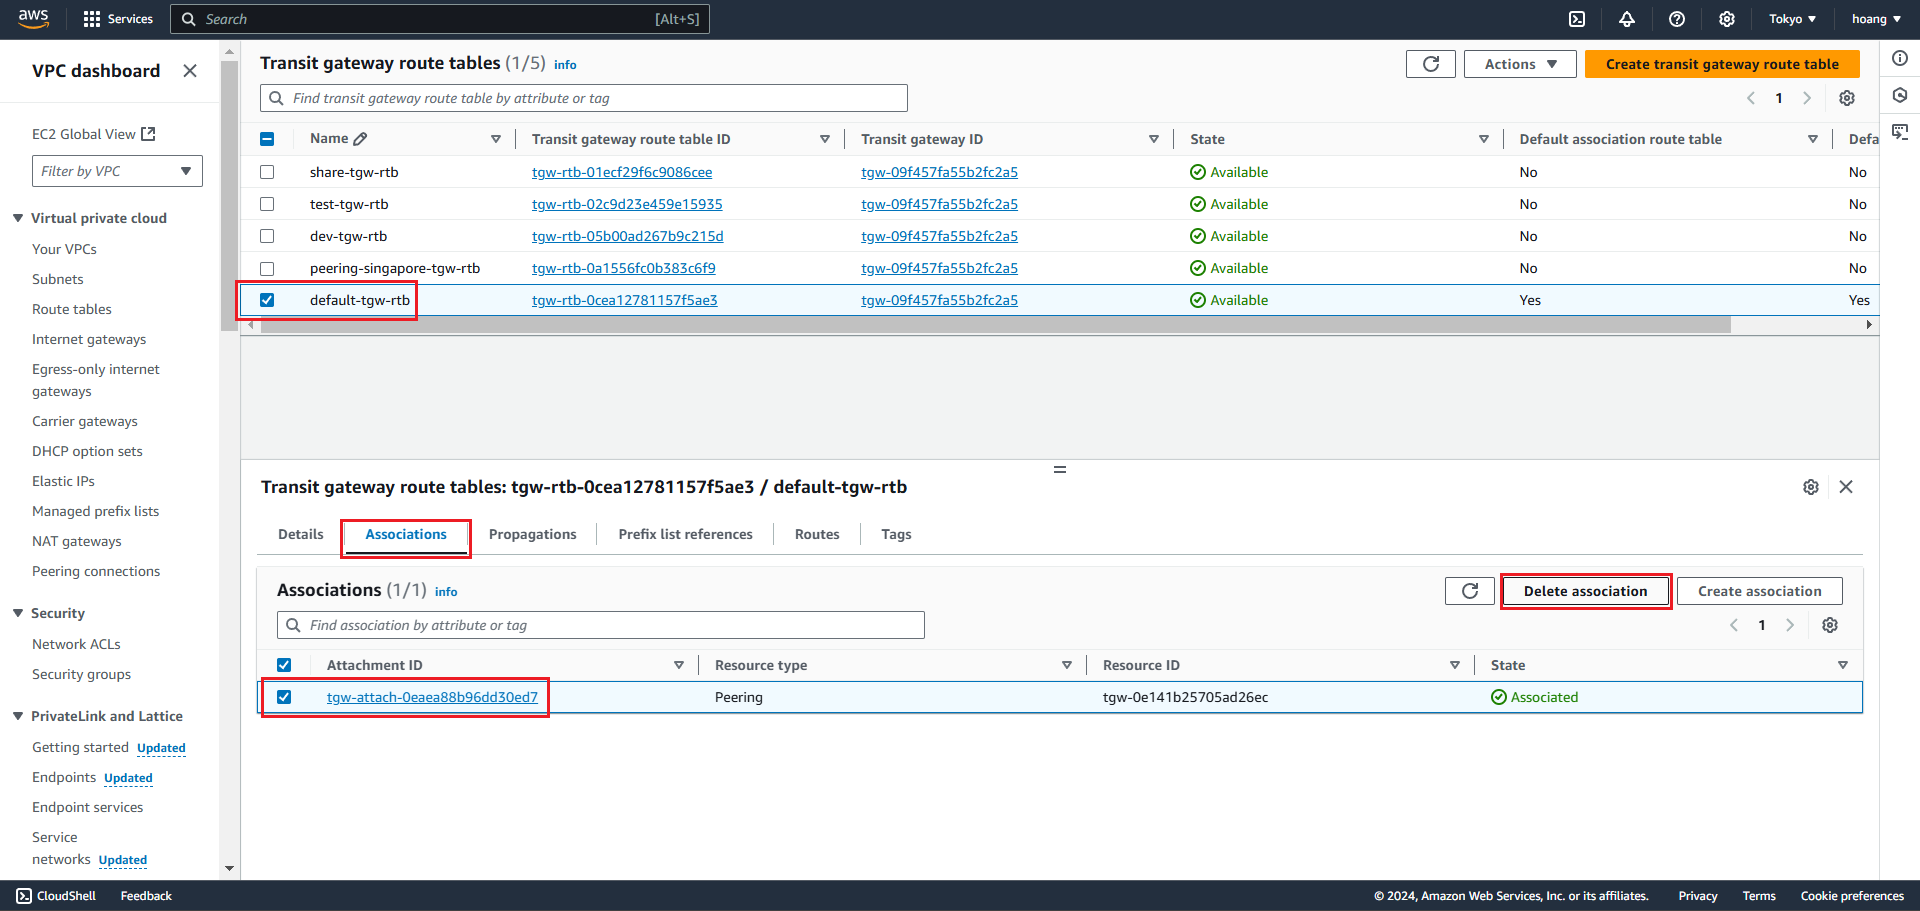 aws Services Search [Alt+S] Tokyo hoang
VPC dashboard
EC2 Global View
Filter by VPC
Virtual private cloud
Your VPCs
Subnets
Route tables
Internet gateways
Egress-only internet
gateways
Carrier gateways
DHCP option sets
Elastic IPs
Managed prefix lists
NAT gateways
Peering connections
Security
Network ACLs
Security groups
PrivateLink and Lattice
Getting started Updated
Endpoints Updated
Endpoint services
Service
networks Updated
Transit gateway route tables (1/5) info
Actions
Create transit gateway route table
Find transit gateway route table by attribute or tag
1
Name Transit gateway route table ID Transit gateway ID State Default association route table Defa
share-tgw-rtb tgw-rtb-01ecf29f6c9086cee tgw-09f457fa55b2fc2a5 Available No No
test-tgw-rtb tgw-rtb-02c9d23e459e15935 tgw-09f457fa55b2fc2a5 Available No No
dev-tgw-rtb tgw-rtb-05b00ad267b9c215d tgw-09f457fa55b2fc2a5 Available No No
peering-singapore-tgw-rtb tgw-rtb-0a1556fc0b383c6f9 tgw-09f457fa55b2fc2a5 Available No No
default-tgw-rtb tgw-rtb-0cea12781157f5ae3 tgw-09f457fa55b2fc2a5 Available Yes Yes
Transit gateway route tables: tgw-rtb-0cea12781157f5ae3 / default-tgw-rtb
Details Associations Propagations Prefix list references Routes Tags
Associations (1/1) info
Delete association
Create association
Find association by attribute or tag
1
Attachment ID Resource type Resource ID State
tgw-attach-0eaea88b96dd30ed7 Peering tgw-0e141b25705ad26ec Associated
CloudShell Feedback © 2024, Amazon Web Services, Inc. or its affiliates. Privacy Terms Cookie preferences